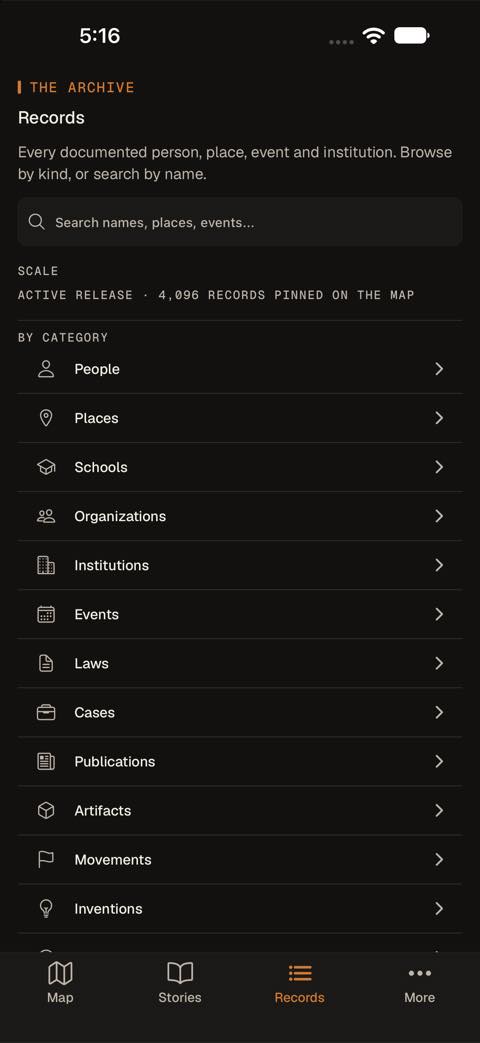 5:16
THE ARCHIVE
Records
Every documented person, place, event and institution. Browse
by kind, or search by name.
Search names, places, events...
SCALE
ACTIVE RELEASE · 4,096 RECORDS PINNED ON THE MAP
BY CATEGORY
People
Places
Schools
Organizations
Institutions
Events
Laws
Cases
Publications
Artifacts
Movements
Inventions
Map
Stories
Records
More